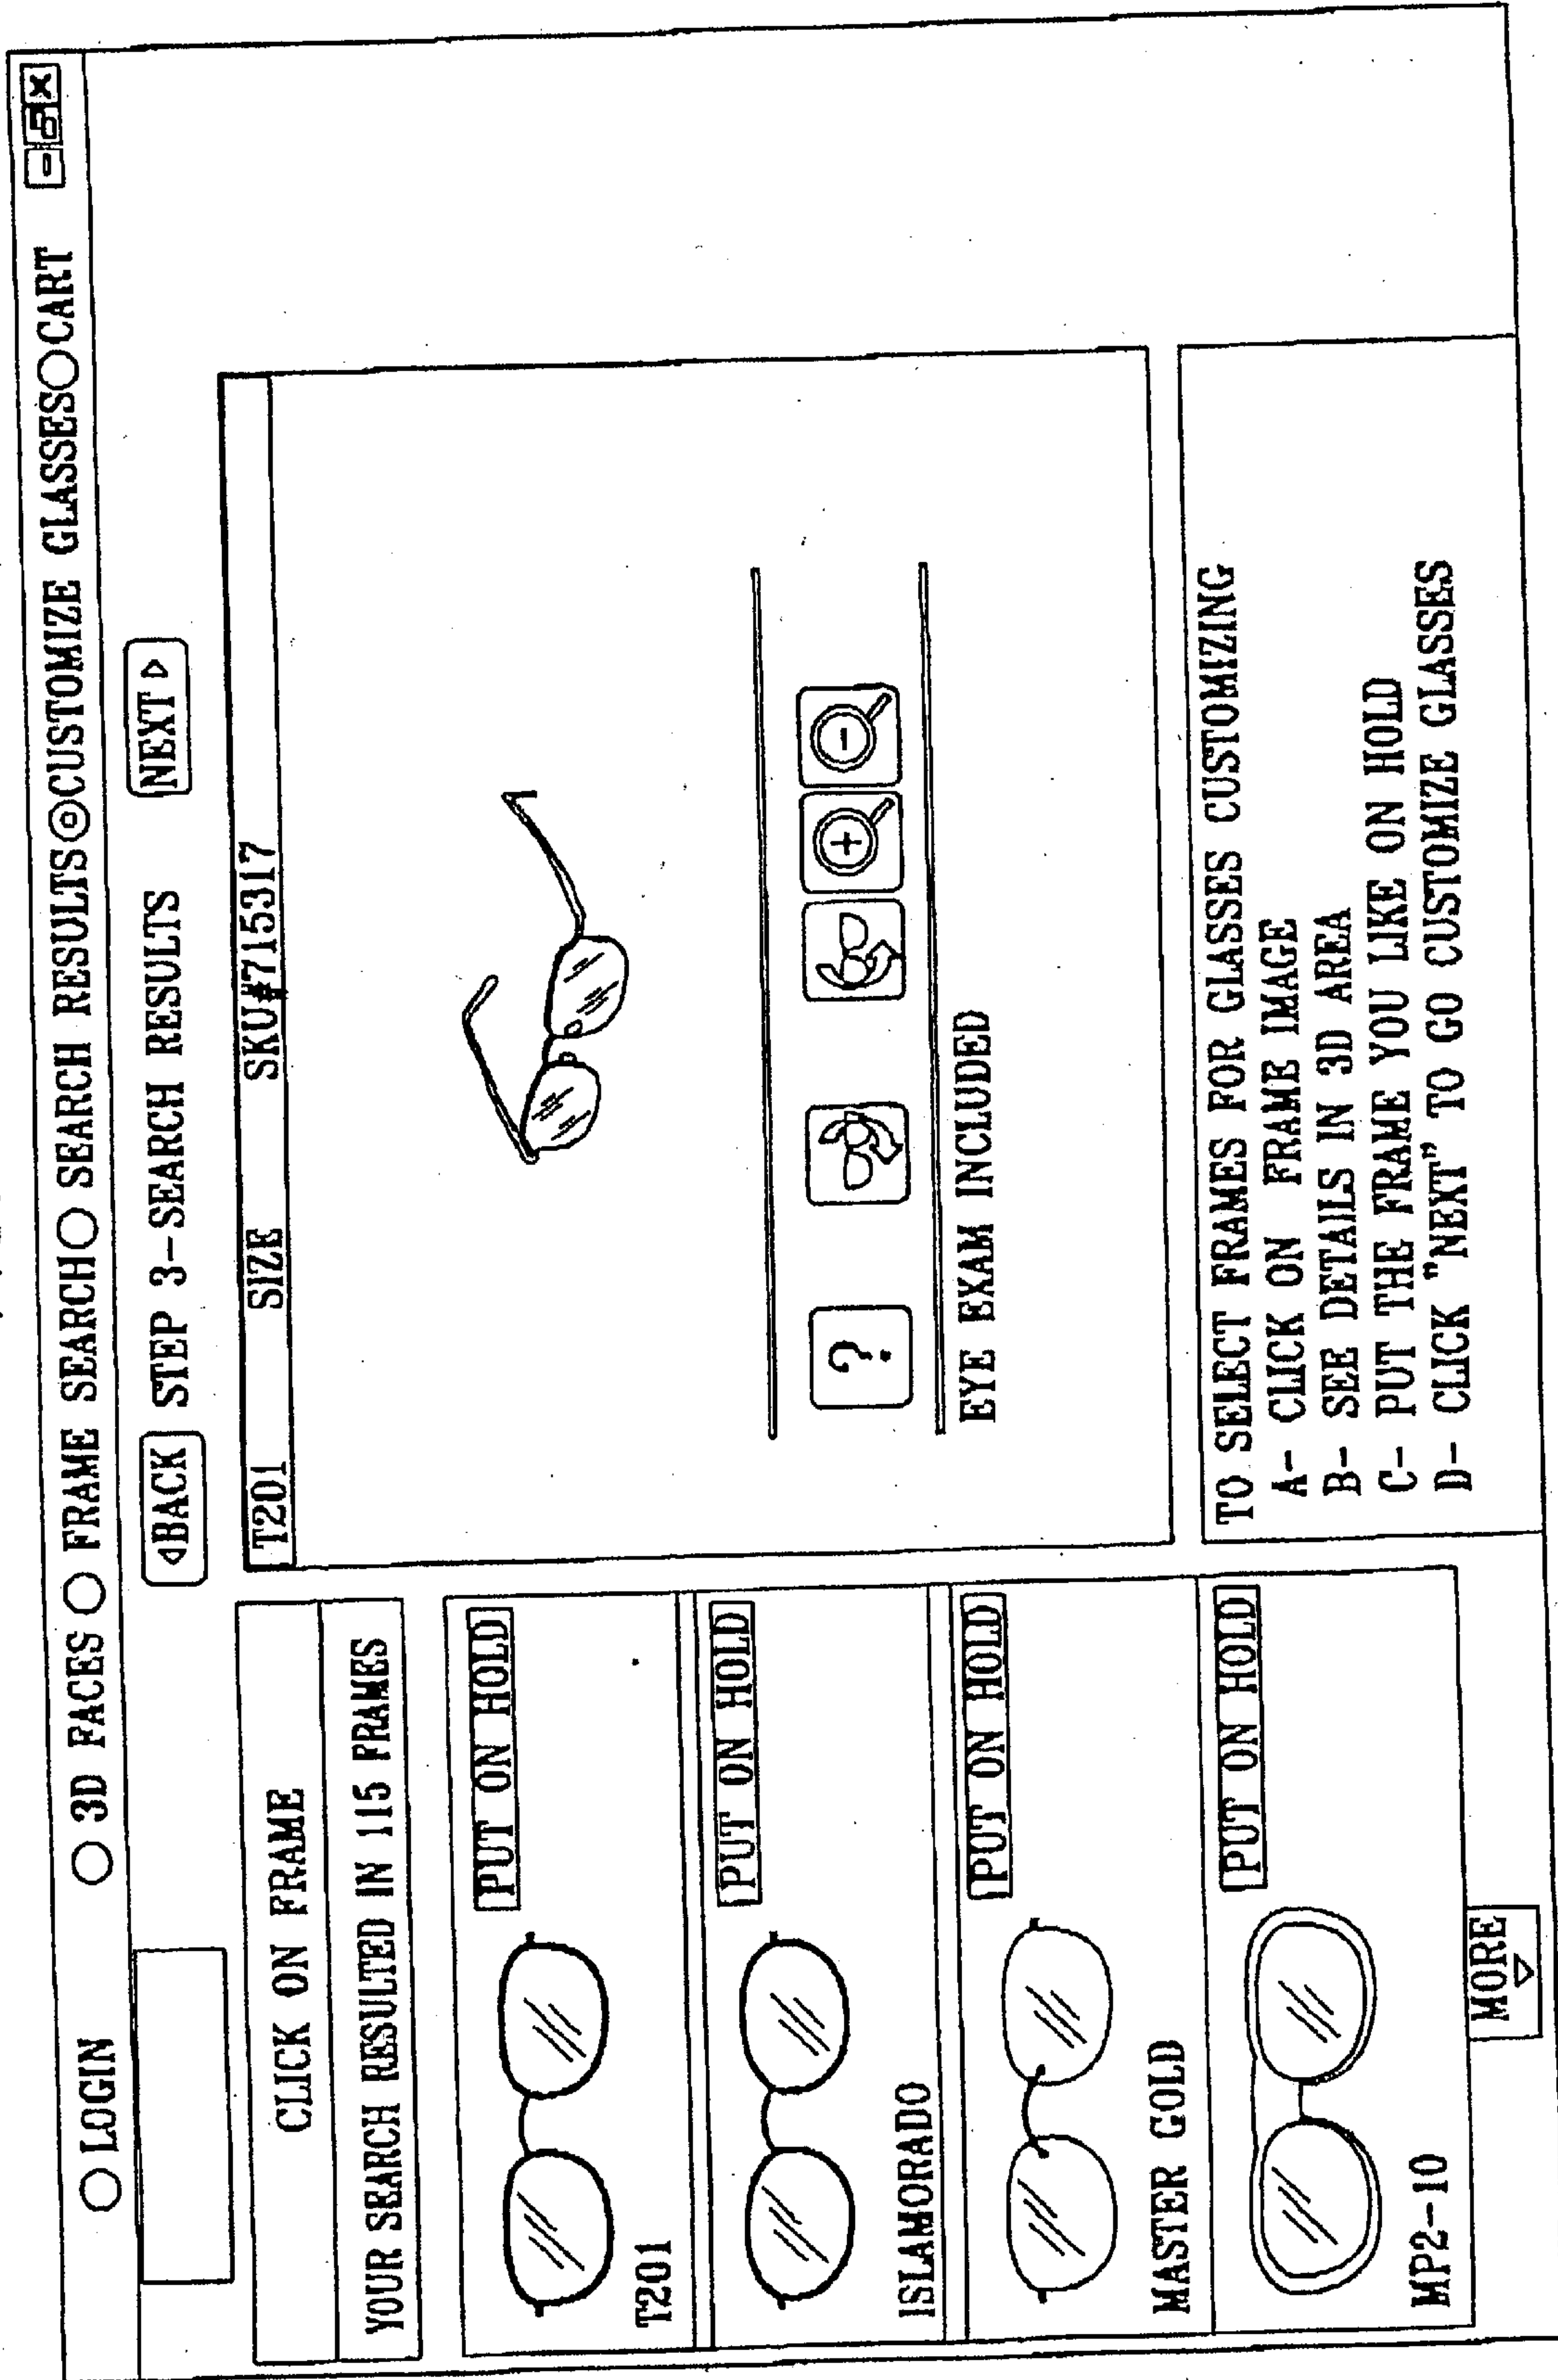 ○ LOGIN ○ 3D FACES ○ FRAME SEARCH○ SEARCH RESULTS◎CUSTOMIZE GLASSES○CART
◁BACK STEP 3-SEARCH RESULTS NEXT▷
CLICK ON FRAME
YOUR SEARCH RESULTED IN 115 FRAMES
PUT ON HOLD
T201
PUT ON HOLD
ISLAMORADO
PUT ON HOLD
MASTER GOLD
PUT ON HOLD
MP2-10
MORE
T201 SIZE SKU#715317
?
+
-
EYE EXAM INCLUDED
TO SELECT FRAMES FOR GLASSES CUSTOMIZING
A- CLICK ON FRAME IMAGE
B- SEE DETAILS IN 3D AREA
C- PUT THE FRAME YOU LIKE ON HOLD
D- CLICK "NEXT" TO GO CUSTOMIZE GLASSES